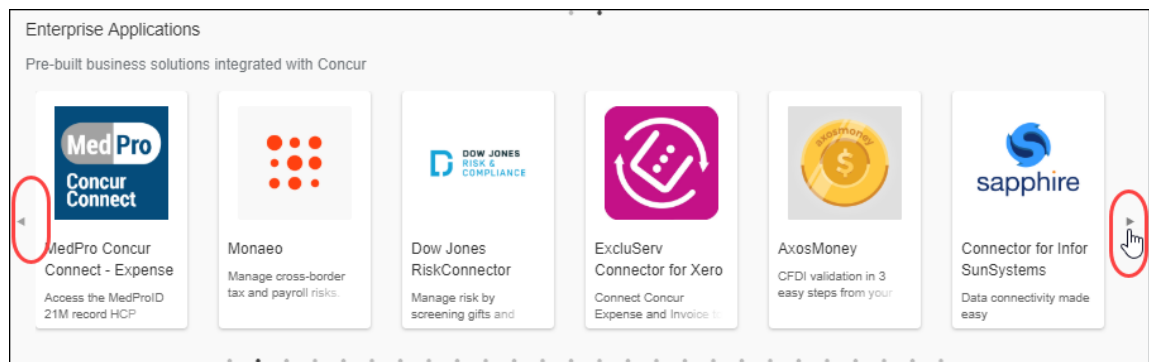 Enterprise Applications
Pre-built business solutions integrated with Concur
MedPro
Concur
Connect
DOW JONES
RISK &
COMPLIANCE
axosmoney
$
sapphire
MedPro Concur
Connect - Expense
Access the MedProID
21M record HCP
Monaeo
Manage cross-border
tax and payroll risks.
Dow Jones
RiskConnector
Manage risk by
screening gifts and
ExcluServ
Connector for Xero
Connect Concur
Expense and Invoice to
AxosMoney
CFDI validation in 3
easy steps from your
Connector for Infor
SunSystems
Data connectivity made
easy